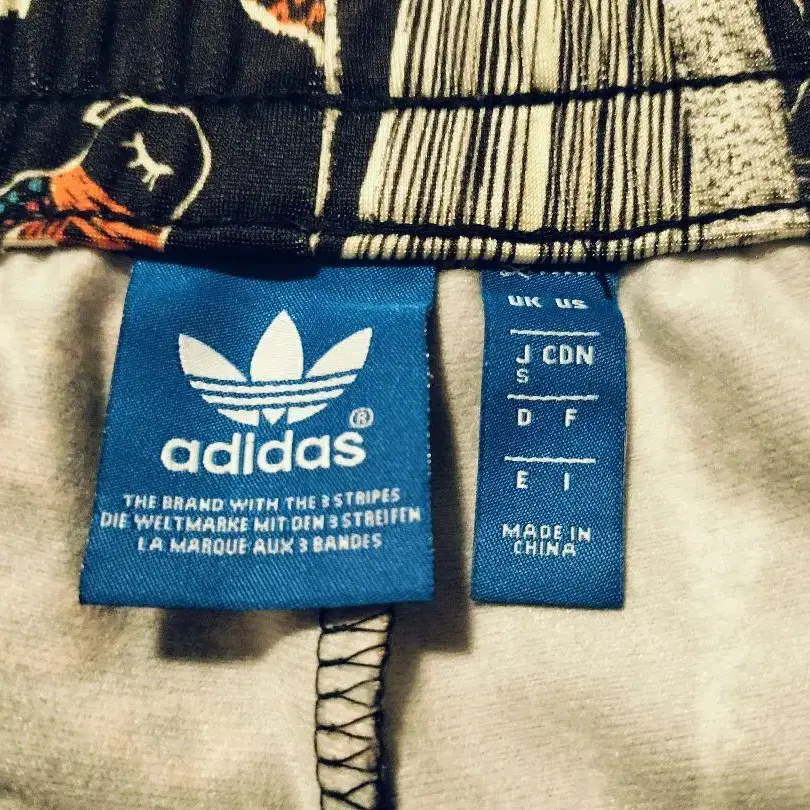 adidas®
THE BRAND WITH THE 3 STRIPES
DIE WELTMARKE MIT DEN 3 STREIFEN
LA MARQUE AUX 3 BANDES
UK US
J CDN
S
D F
E I
MADE IN
CHINA